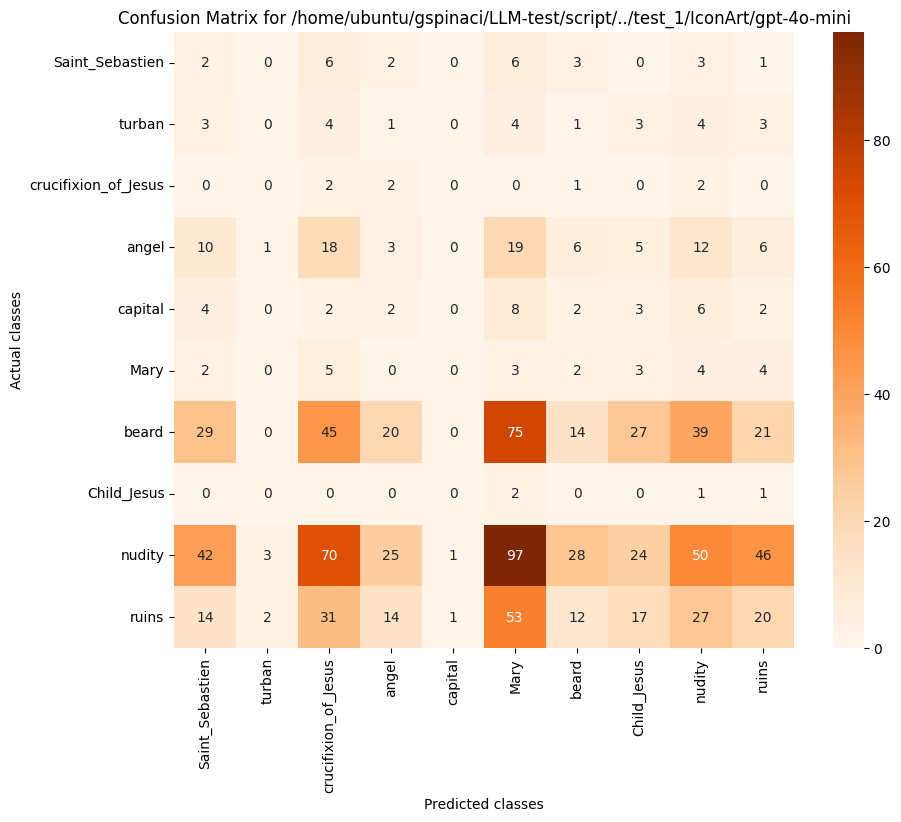 Confusion Matrix for /home/ubuntu/gspinaci/LLM-test/script/../test_1/IconArt/gpt-4o-mini
Saint_Sebastien 2 0 6 2 0 6 3 0 3 1
turban 3 0 4 1 0 4 1 3 4 3
crucifixion_of_Jesus 0 0 2 2 0 0 1 0 2 0
angel 10 1 18 3 0 19 6 5 12 6
capital 4 0 2 2 0 8 2 3 6 2
Mary 2 0 5 0 0 3 2 3 4 4
beard 29 0 45 20 0 75 14 27 39 21
Child_Jesus 0 0 0 0 0 2 0 0 1 1
nudity 42 3 70 25 1 97 28 24 50 46
ruins 14 2 31 14 1 53 12 17 27 20
Actual classes
Saint_Sebastien
turban
crucifixion_of_Jesus
angel
capital
Mary
beard
Child_Jesus
nudity
ruins
Predicted classes
80
60
40
20
0